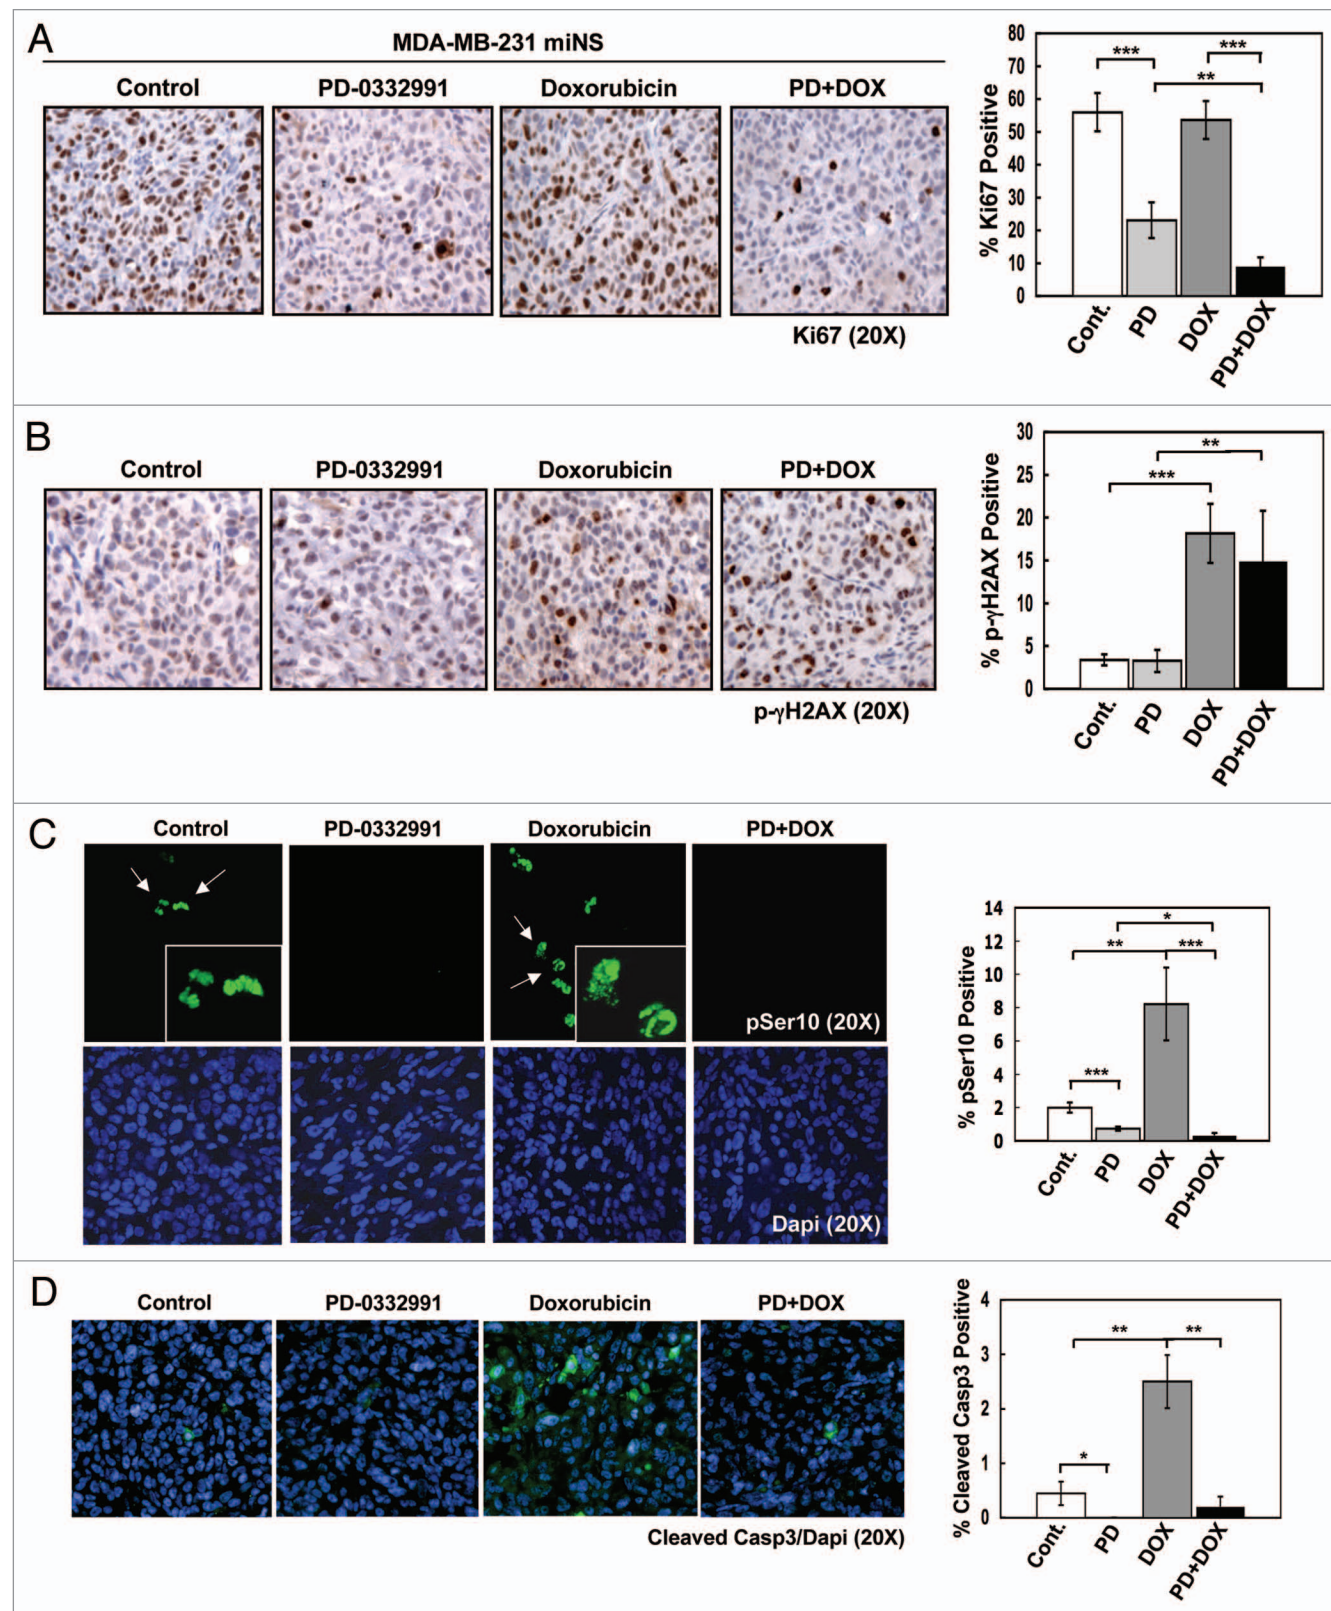 A
MDA-MB-231 miNS
Control PD-0332991 Doxorubicin PD+DOX
Ki67 (20X)
% Ki67 Positive
80
70
60
50
40
30
20
10
0
***
***
**
Cont. PD DOX PD+DOX
B
Control PD-0332991 Doxorubicin PD+DOX
p-γH2AX (20X)
% p-γH2AX Positive
30
25
20
15
10
5
0
**
***
Cont. PD DOX PD+DOX
C
Control PD-0332991 Doxorubicin PD+DOX
pSer10 (20X)
Dapi (20X)
% pSer10 Positive
14
12
10
8
6
4
2
0
*
** ***
***
Cont. PD DOX PD+DOX
D
Control PD-0332991 Doxorubicin PD+DOX
Cleaved Casp3/Dapi (20X)
% Cleaved Casp3 Positive
4
3
2
1
0
** **
*
Cont. PD DOX PD+DOX